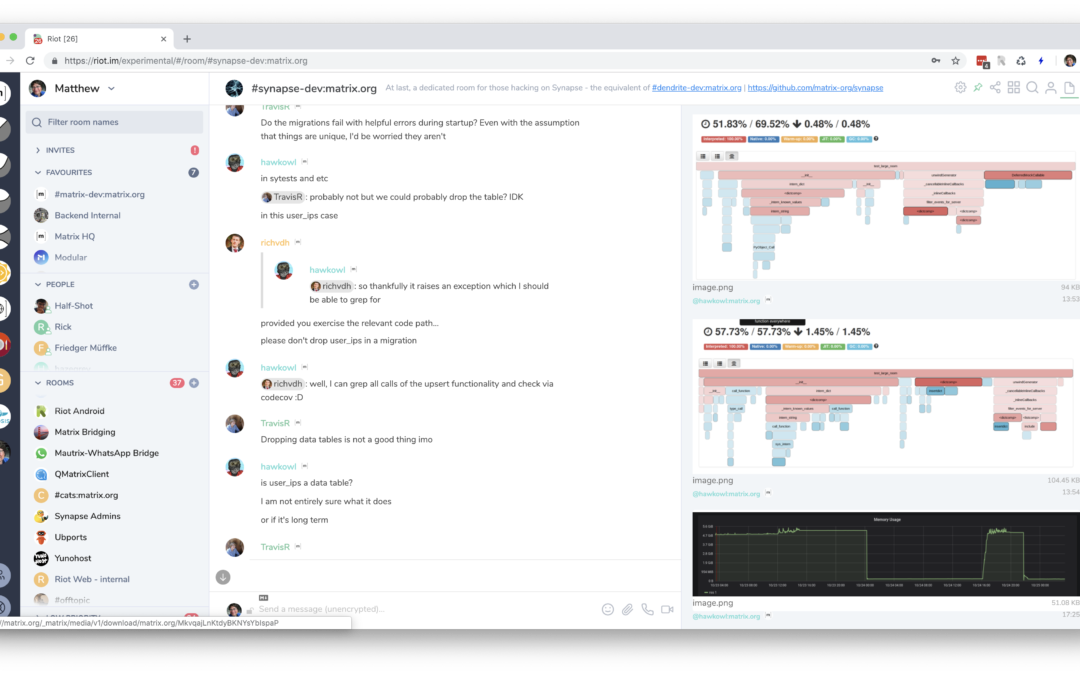 Riot [26]
https://riot.im/experimental/#/room/#synapse-dev:matrix.org
Matthew
Filter room names
INVITES
!
FAVOURITES
7
#matrix-dev:matrix.org
Backend Internal
Matrix HQ
Modular
PEOPLE
Half-Shot
Rick
Friedger Müffke
ROOMS
37
Riot Android
Matrix Bridging
Mautrix-WhatsApp Bridge
QMatrixClient
#cats:matrix.org
Synapse Admins
Ubports
Yunohost
Riot Web - internal
#offtopic
//matrix.org/_matrix/media/v1/download/matrix.org/MkvqajLnKtdyBKNYsYbIspaP
#synapse-dev:matrix.org
At last, a dedicated room for those hacking on Synapse - the equivalent of #dendrite-dev:matrix.org | https://github.com/matrix-org/synapse
TravisR
Do the migrations fail with helpful errors during startup? Even with the assumption
that things are unique, I'd be worried they aren't
hawkowl
in sytests and etc
TravisR: probably not but we could probably drop the table? IDK
in this user_ips case
richvdh
hawkowl
richvdh: so thankfully it raises an exception which I should
be able to grep for
provided you exercise the relevant code path...
please don't drop user_ips in a migration
hawkowl
richvdh: well, I can grep all calls of the upsert functionality and check via
codecov :D
TravisR
Dropping data tables is not a good thing imo
hawkowl
is user_ips a data table?
I am not entirely sure what it does
or if it's long term
TravisR
Send a message (unencrypted)...
51.83% / 69.52% 0.48% / 0.48%
image.png
94 KB
@hawkowl:matrix.org
13:53
57.73% / 57.73% 1.45% / 1.45%
image.png
104.45 KB
@hawkowl:matrix.org
13:54
Memory Usage
image.png
51.08 KB
@hawkowl:matrix.org
17:25